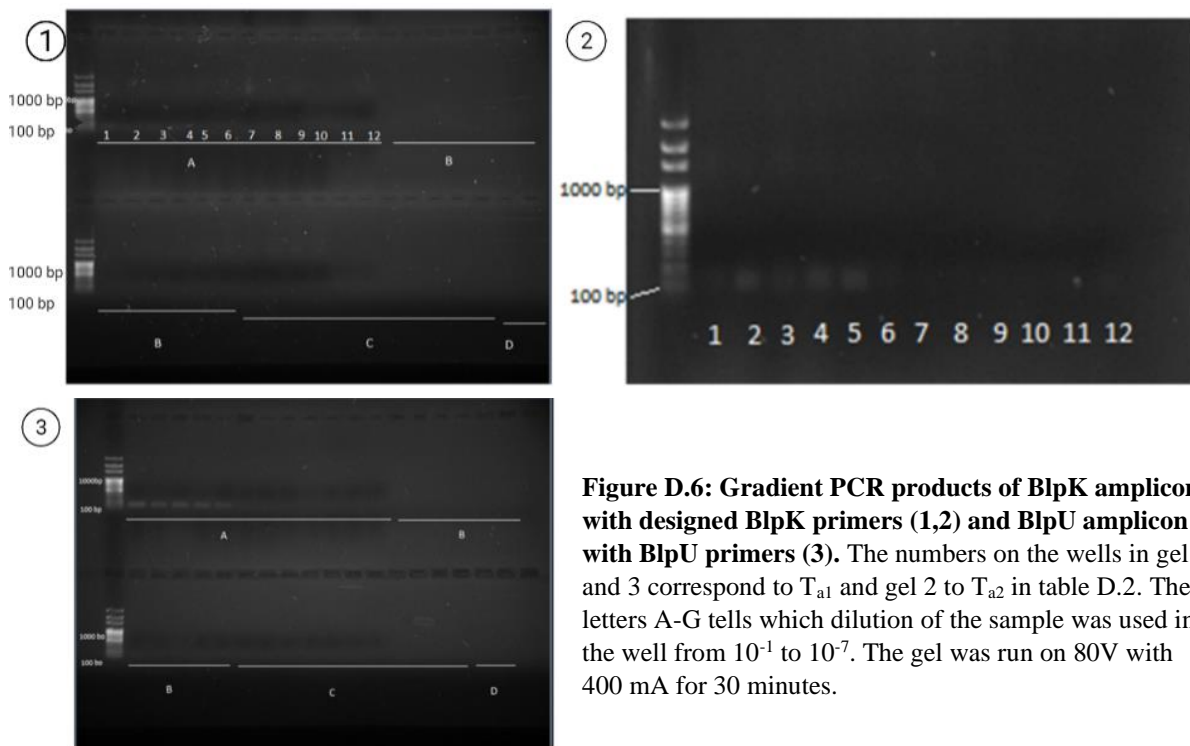 1
1000 bp
100 bp
1 2 3 4 5 6 7 8 9 10 11 12
A
B
1000 bp
100 bp
B
C
D
2
1000 bp
100 bp
1 2 3 4 5 6 7 8 9 10 11 12
3
1000bp
100 bp
A
B
1000 bp
100 bp
B
C
D
Figure D.6: Gradient PCR products of BlpK amplicon
with designed BlpK primers (1,2) and BlpU amplicon
with BlpU primers (3). The numbers on the wells in gel
and 3 correspond to Ta1 and gel 2 to Ta2 in table D.2. The
letters A-G tells which dilution of the sample was used in
the well from 10-1 to 10-7. The gel was run on 80V with
400 mA for 30 minutes.